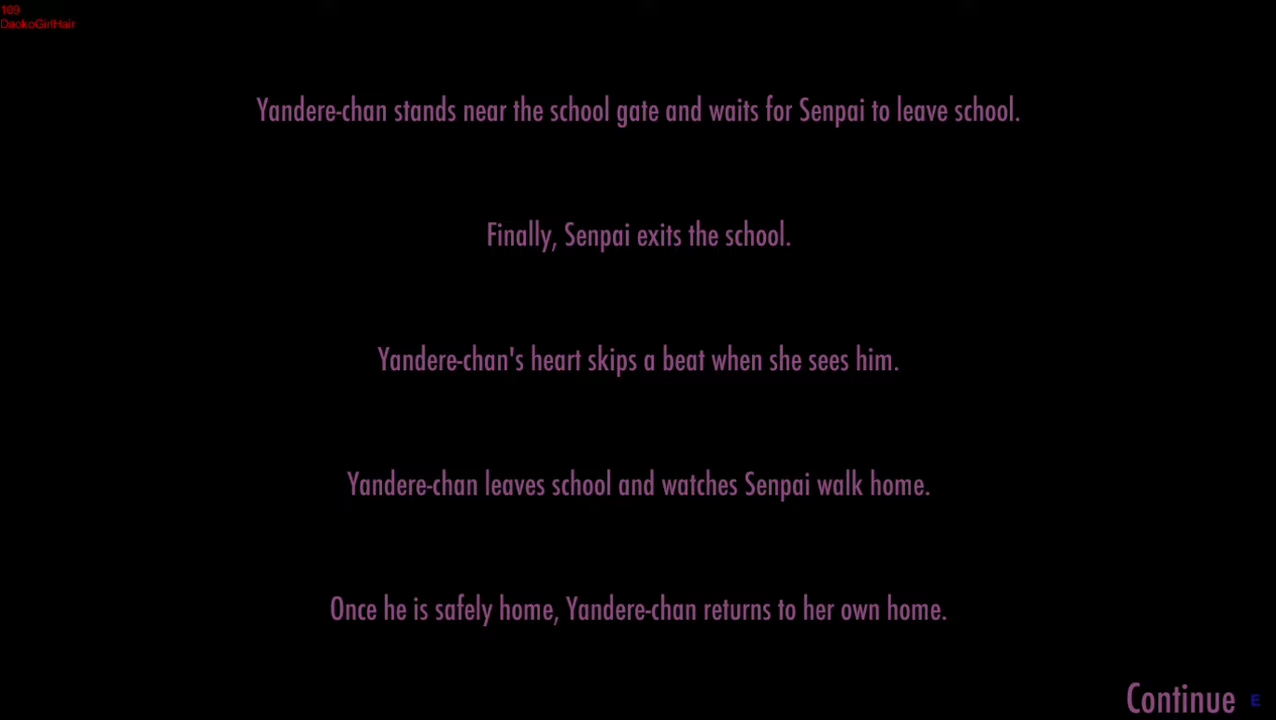 109
DaokoGirlHair
Yandere-chan stands near the school gate and waits for Senpai to leave school.
Finally, Senpai exits the school.
Yandere-chan's heart skips a beat when she sees him.
Yandere-chan leaves school and watches Senpai walk home.
Once he is safely home, Yandere-chan returns to her own home.
Continue E